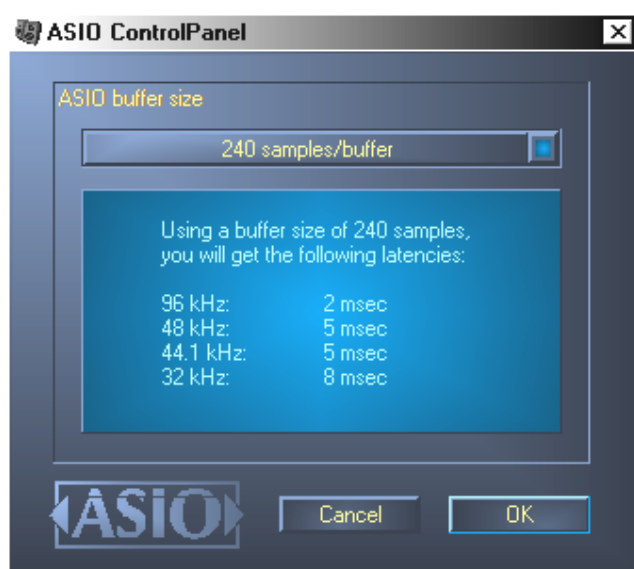 ASIO ControlPanel
ASIO buffer size
240 samples/buffer
Using a buffer size of 240 samples,
you will get the following latencies:
96 kHz: 2 msec
48 kHz: 5 msec
44.1 kHz: 5 msec
32 kHz: 8 msec
ASiO
Cancel
OK